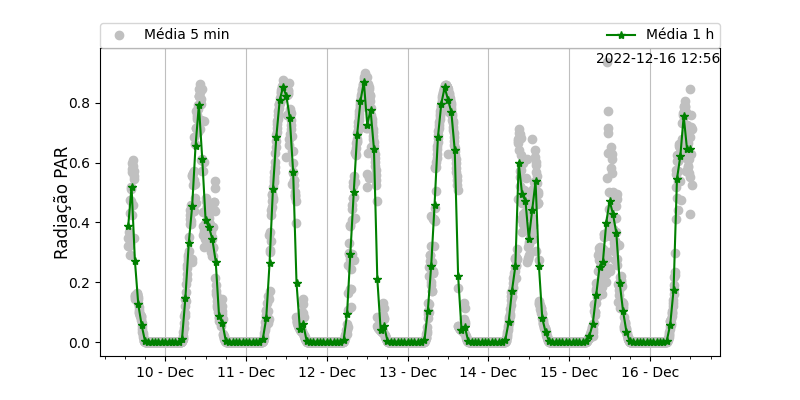 Média 5 min
Média 1 h
2022-12-16 12:56
Radiação PAR
0.8
0.6
0.4
0.2
0.0
10 - Dec
11 - Dec
12 - Dec
13 - Dec
14 - Dec
15 - Dec
16 - Dec